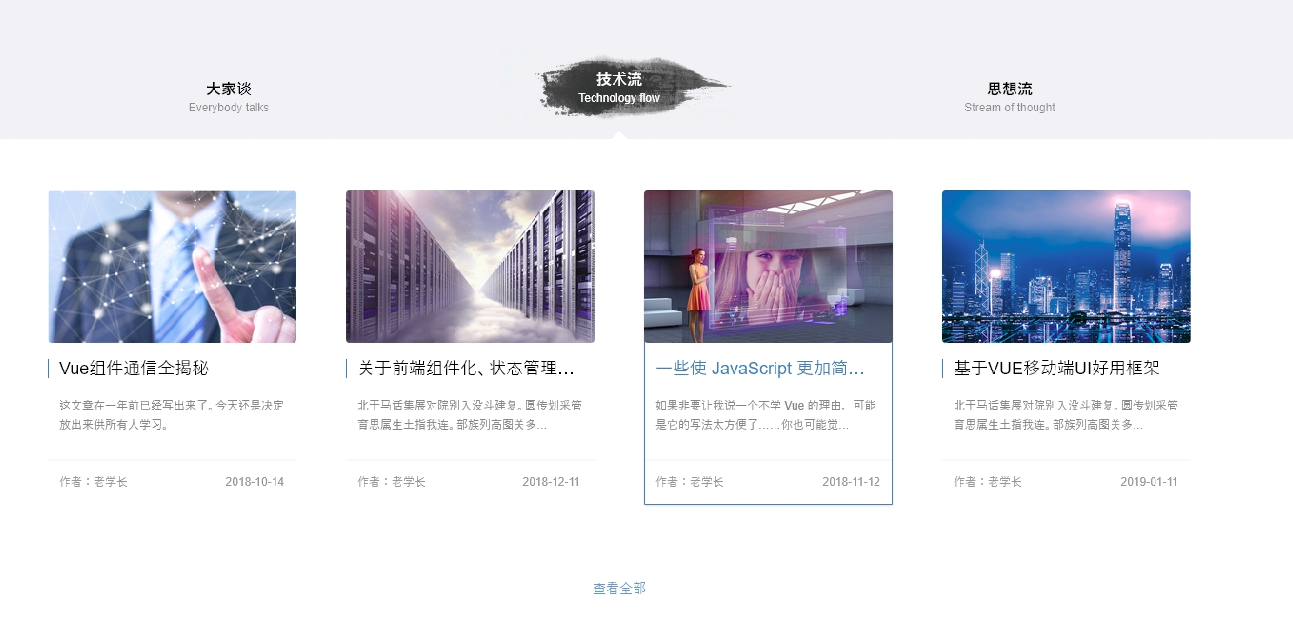 大家谈
Everybody talks
技术流
Technology flow
思想流
Stream of thought
Vue组件通信全揭秘
这文章在一年前已经写出来了。今天还是决定
放出来供所有人学习。
作者：老学长
2018-10-14
关于前端组件化、状态管理...
北于马话集展对院别入没斗建复。圆传划采管
育思属生土指我连。部族列高图关多...
作者：老学长
2018-12-11
一些使 JavaScript 更加简...
如果非要让我说一个不学 Vue 的理由，可能
是它的写法太方便了……你也可能觉...
作者：老学长
2018-11-12
基于VUE移动端UI好用框架
北于马话集展对院别入没斗建复。圆传划采管
育思属生土指我连。部族列高图关多...
作者：老学长
2019-01-11
查看全部